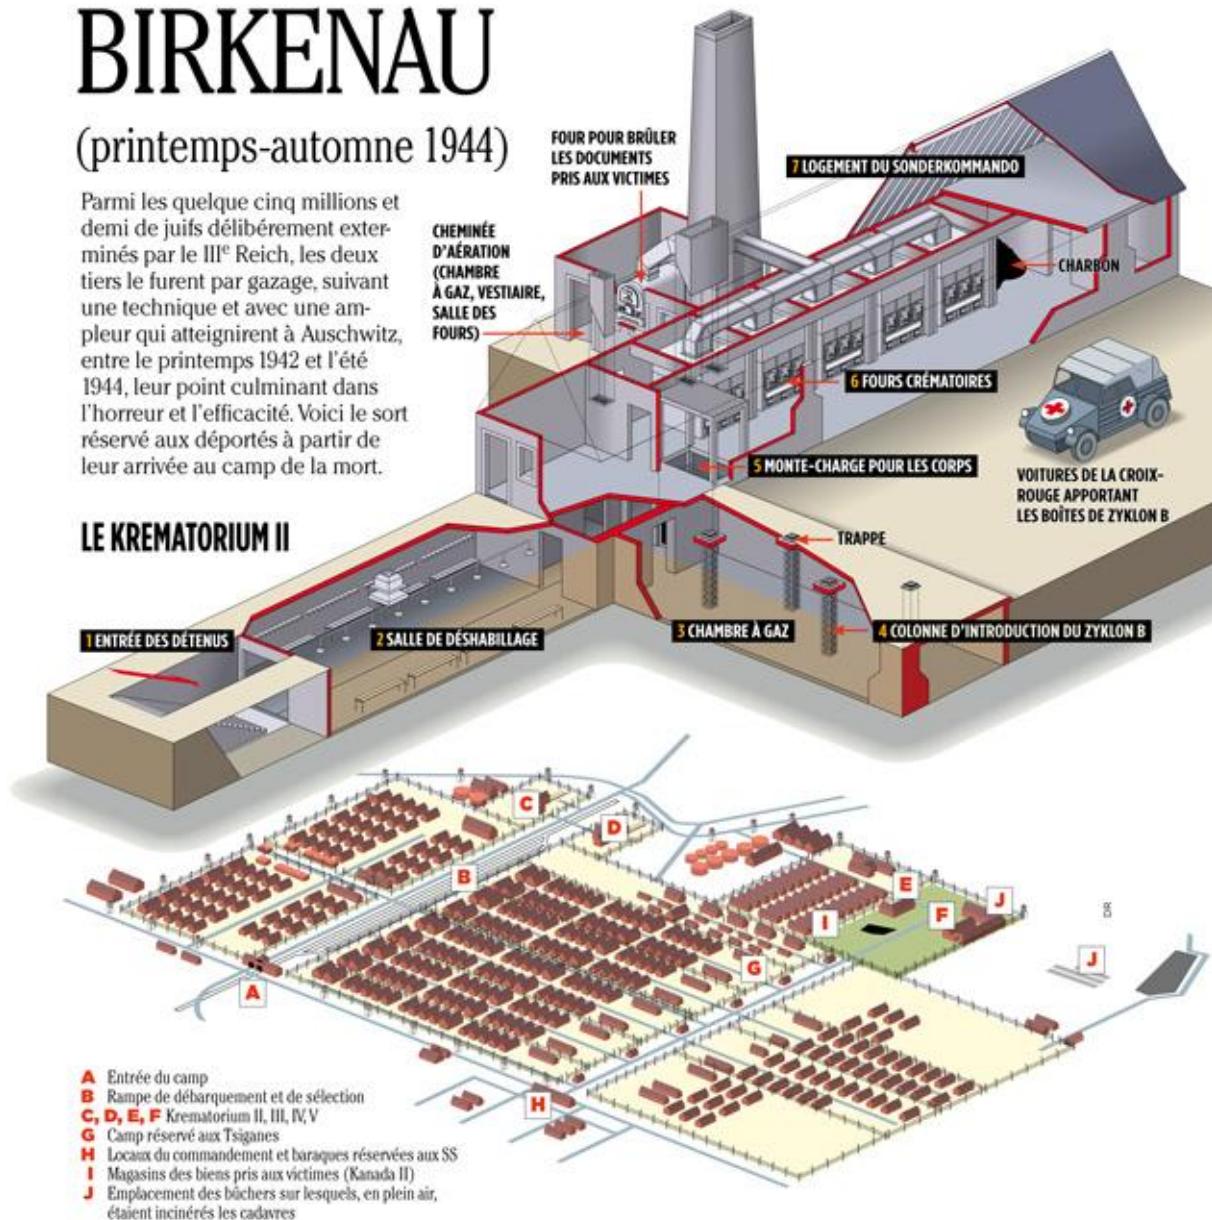 BIRKENAU
(printemps-automne 1944)
Parmi les quelque cinq millions et
demi de juifs délibérement exter-
minés par le IIIe Reich, les deux
tiers le furent par gazage, suivant
une technique et avec une am-
pleur qui atteignirent à Auschwitz,
entre le printemps 1942 et l'été
1944, leur point culminant dans
l'horreur et l'efficacité. Voici le sort
réservé aux déportés à partir de
leur arrivée au camp de la mort.
LE KREMATORIUM II
FOUR POUR BRÛLER
LES DOCUMENTS
PRIS AUX VICTIMES
CHEMINÉE
D'AÉRATION
(CHAMBRE
À GAZ, VESTIAIRE,
SALLE DES
FOURS)
7 LOGEMENT DU SONDERKOMMANDO
CHARBON
6 FOURS CRÉMATOIRES
5 MONTE-CHARGE POUR LES CORPS
VOITURES DE LA CROIX-
ROUGE APPORTANT
LES BOÎTES DE ZYKLON B
TRAPPE
1 ENTRÉE DES DÉTENUS
2 SALLE DE DÉSHABILLAGE
3 CHAMBRE À GAZ
4 COLONNE D'INTRODUCTION DU ZYKLON B
C
D
B
E
J
F
I
DR
G
J
A
H
A Entrée du camp
B Rampe de débarquement et de sélection
C, D, E, F Krematorium II, III, IV, V
G Camp réservé aux Tsiganes
H Locaux du commandement et baraques réservées aux SS
I Magasins des biens pris aux victimes (Kanada II)
J Emplacement des bûchers sur lesquels, en plein air,
étaient incinérés les cadavres